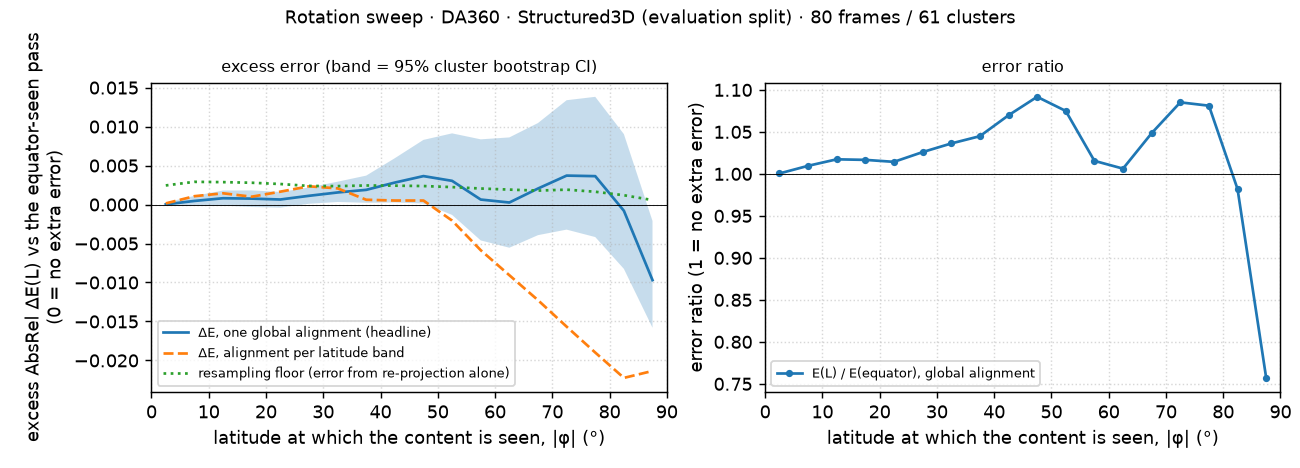 Rotation sweep · DA360 · Structured3D (evaluation split) · 80 frames / 61 clusters
excess error (band = 95% cluster bootstrap CI)
excess AbsRel ΔE(L) vs the equator-seen pass
(0 = no extra error)
0.015
0.010
0.005
0.000
−0.005
−0.010
−0.015
−0.020
ΔE, one global alignment (headline)
ΔE, alignment per latitude band
resampling floor (error from re-projection alone)
0 10 20 30 40 50 60 70 80 90
latitude at which the content is seen, |φ| (°)
error ratio
error ratio (1 = no extra error)
1.10
1.05
1.00
0.95
0.90
0.85
0.80
0.75
E(L) / E(equator), global alignment
0 10 20 30 40 50 60 70 80 90
latitude at which the content is seen, |φ| (°)